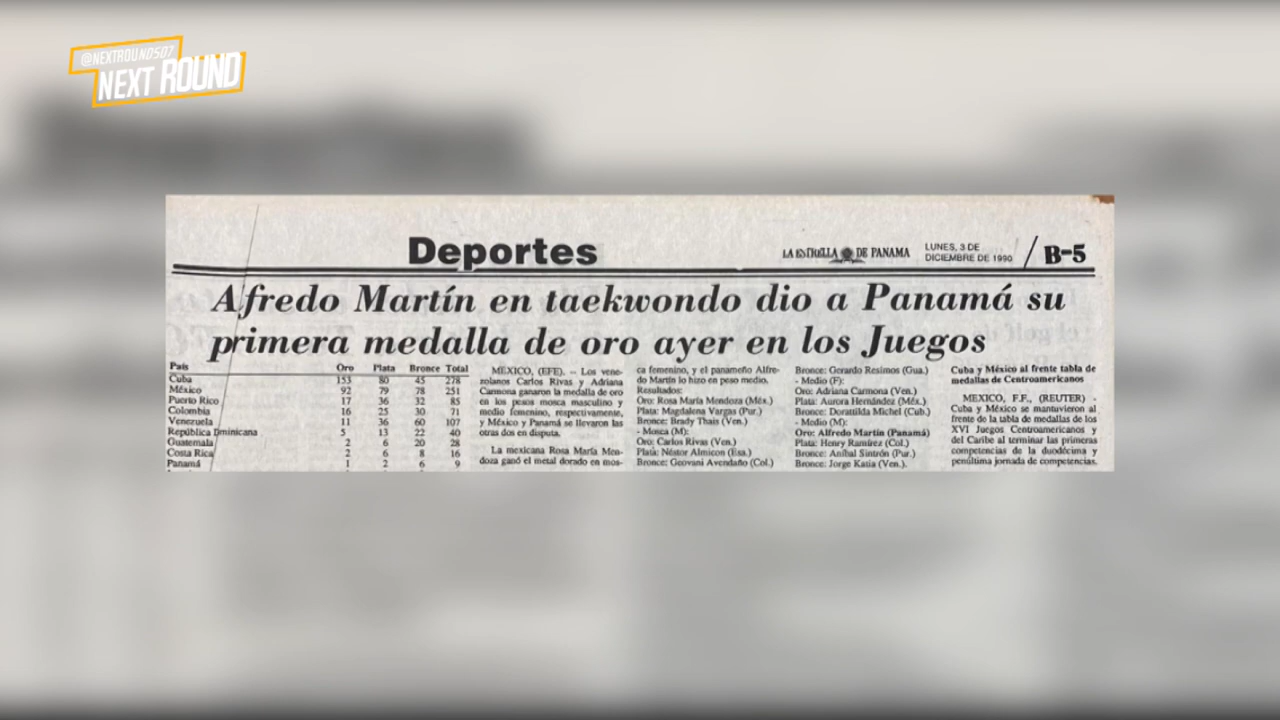 @NEXTROUND507
NEXT ROUND
Deportes
LA ESTRELLA DE PANAMA
LUNES, 3 DE
DICIEMBRE DE 1990
B-5
Alfredo Martín en taekwondo dio a Panamá su
primera medalla de oro ayer en los Juegos
País Oro Plata Bronce Total
Cuba 153 80 45 278
México 92 79 78 251
Puerto Rico 17 36 32 85
Colombia 16 25 30 71
Venezuela 11 36 60 107
República Dminicana 5 13 22 40
Guatemala 2 6 20 28
Costa Rica 2 6 8 16
Panamá 1 2 6 9
MEXICO, (EFE). - Los vene-
zolanos Carlos Rivas y Adriana
Carmona ganaron la medalla de oro
en los pesos mosca masculino y
medio femenino, respectivamente,
y México y Panamá se llevaron las
otras dos en disputa.
La mexicana Rosa María Men-
doza ganó el metal dorado en mos-
ca femenino, y el panameño Alfre-
do Martín lo hizo en peso medio.
Resultados:
Oro: Rosa María Mendoza (Méx.)
Plata: Magdalena Vargas (Pur.)
Bronce: Brady Thais (Ven.)
- Mosca (M):
Oro: Carlos Rivas (Ven.)
Plata: Néstor Almicon (Esa.)
Bronce: Geovani Avendaño (Col.)
Bronce: Gerardo Resimos (Gua.)
- Medio (F):
Oro: Adriana Carmona (Ven.)
Plata: Aurora Hernández (Méx.)
Bronce: Doratilda Michel (Cub.)
- Medio (M):
Oro: Alfredo Martín (Panamá)
Plata: Henry Ramírez (Col.)
Bronce: Aníbal Sintrón (Pur.)
Bronce: Jorge Katia (Ven.).
Cuba y México al frente tabla de
medallas de Centroamericanos
MEXICO, F.F., (REUTER) -
Cuba y México se mantuvieron al
frente de la tabla de medallas de los
XVI Juegos Centroamericanos y
del Caribe al terminar las primeras
competencias de la duodécima y
penúltima jornada de competencias.